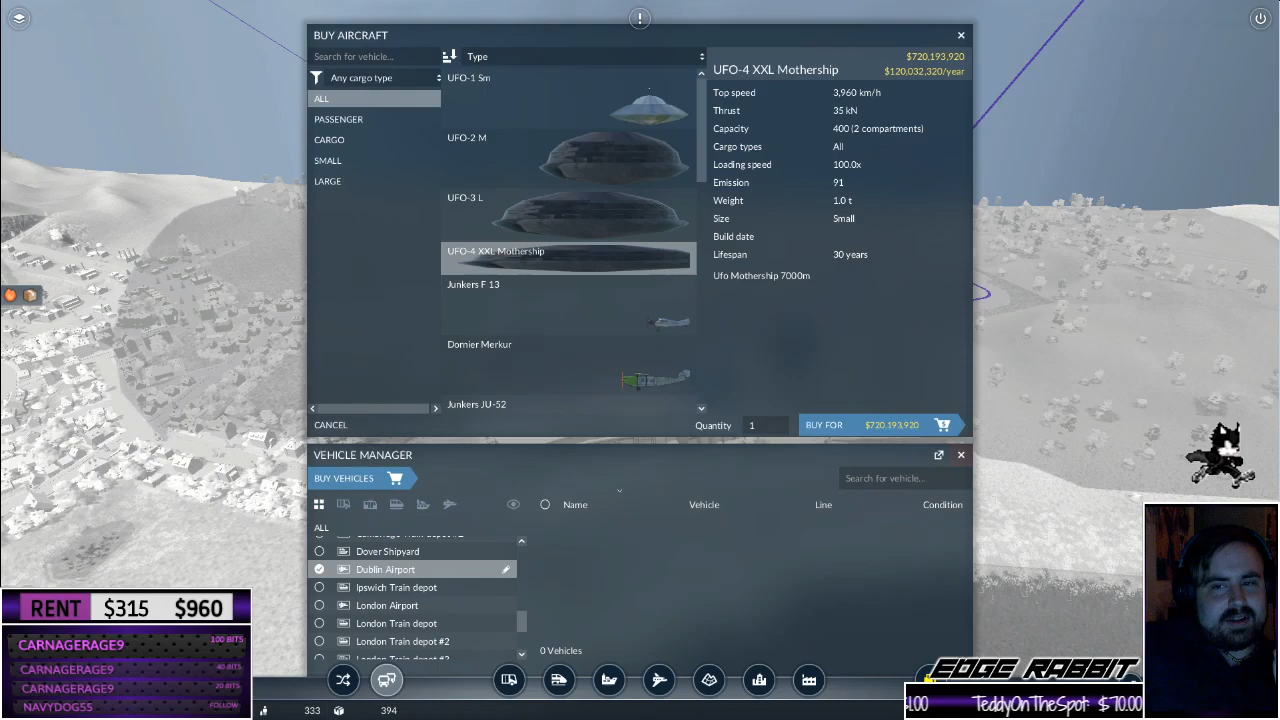 BUY AIRCRAFT
Search for vehicle...
Type
Any cargo type
ALL
PASSENGER
CARGO
SMALL
LARGE
CANCEL
UFO-1 Sm
UFO-2 M
UFO-3 L
UFO-4 XXL Mothership
Junkers F 13
Dornier Merkur
Junkers JU-52
$720,193,920
UFO-4 XXL Mothership
$120,032,320/year
Top speed 3,960 km/h
Thrust 35 kN
Capacity 400 (2 compartments)
Cargo types All
Loading speed 100.0x
Emission 91
Weight 1.0 t
Size Small
Build date
Lifespan 30 years
Ufo Mothership 7000m
Quantity 1
BUY FOR $720,193,920
VEHICLE MANAGER
BUY VEHICLES
Search for vehicle...
Name Vehicle Line Condition
ALL
Dover Shipyard
Dublin Airport
Ipswich Train depot
London Airport
London Train depot
London Train depot #2
0 Vehicles
333 394
RENT $315 $960
CARNAGERAGE9 100 BITS
CARNAGERAGE9 40 BITS
CARNAGERAGE9 20 BITS
NAVYDOG55 FOLLOW
EDGE RABBIT
TeddyOnTheSpot: $70.00